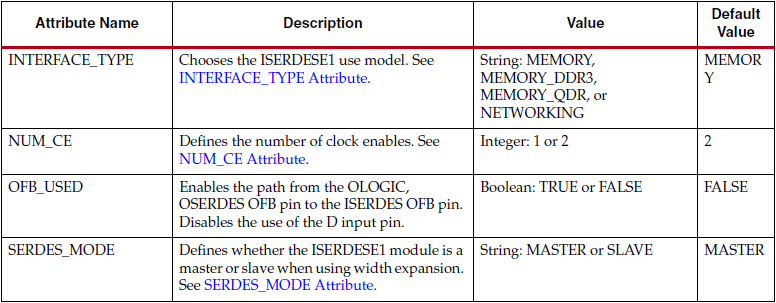 Attribute Name Description Value Default
Value
INTERFACE_TYPE Chooses the ISERDESE1 use model. See String: MEMORY, MEMOR
INTERFACE_TYPE Attribute. MEMORY_DDR3, Y
MEMORY_QDR, or
NETWORKING
NUM_CE Defines the number of clock enables. See Integer: 1 or 2 2
NUM_CE Attribute.
OFB_USED Enables the path from the OLOGIC, Boolean: TRUE or FALSE FALSE
OSERDES OFB pin to the ISERDES OFB pin.
Disables the use of the D input pin.
SERDES_MODE Defines whether the ISERDESE1 module is a String: MASTER or SLAVE MASTER
master or slave when using width expansion.
See SERDES_MODE Attribute.